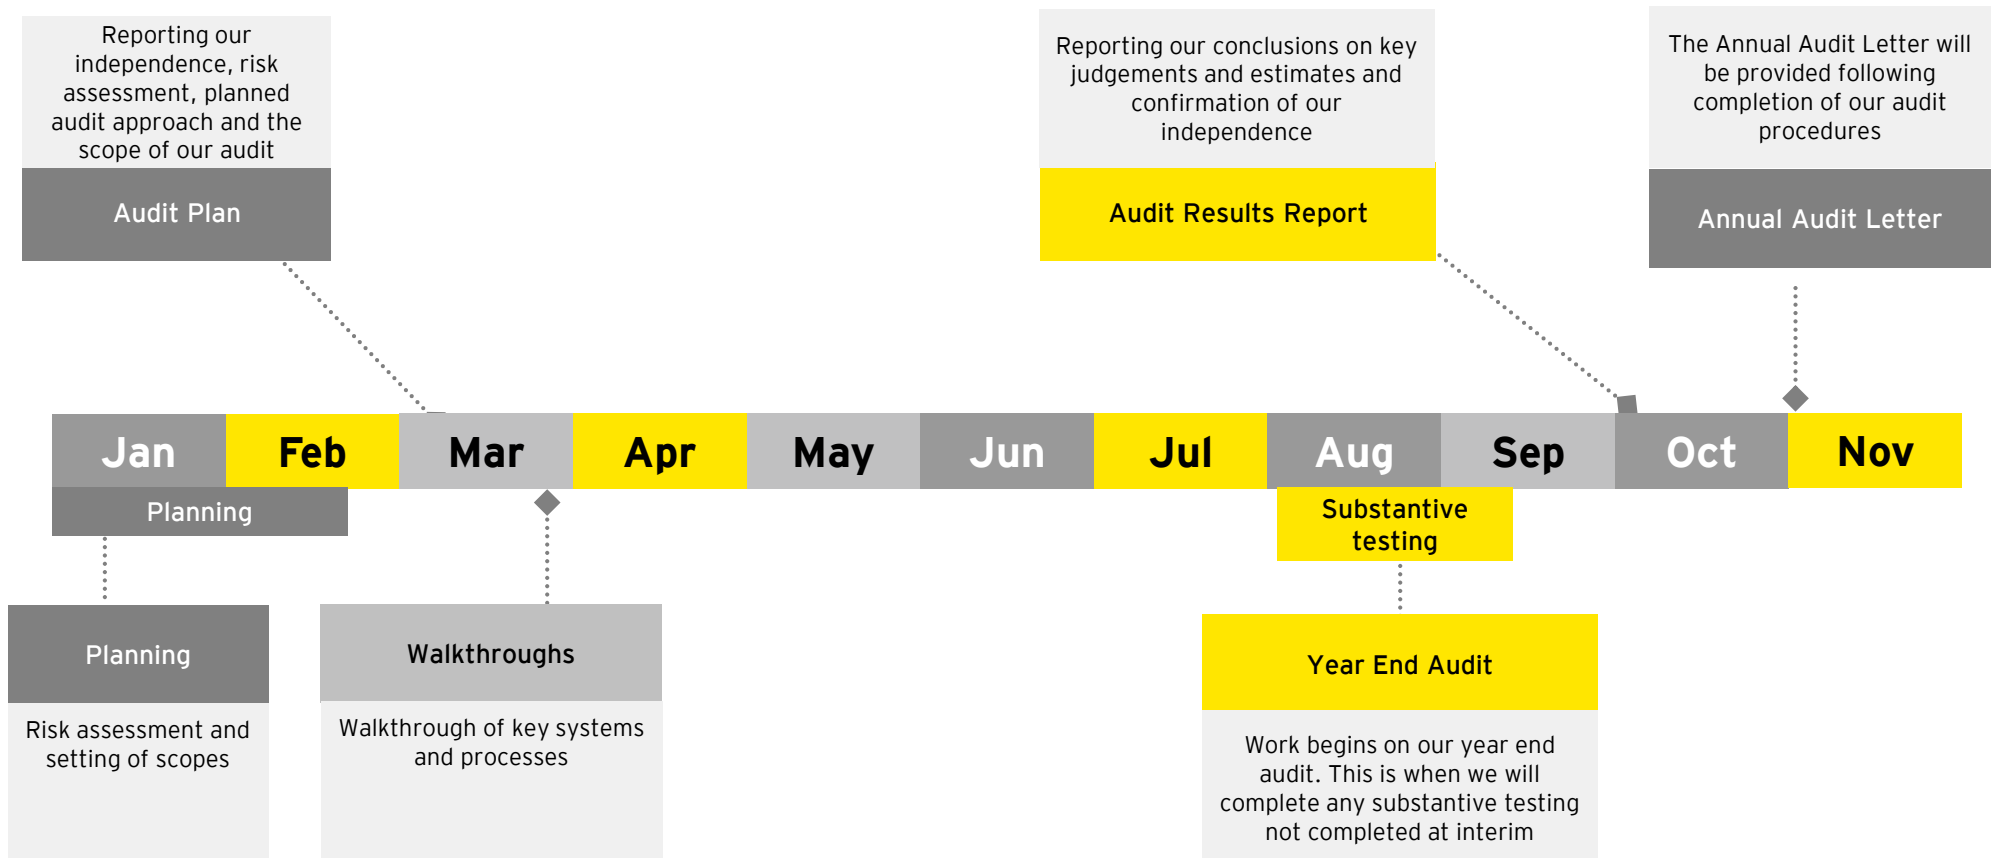 Reporting our
independence, risk
assessment, planned
audit approach and the
scope of our audit
Audit Plan
Reporting our conclusions on key
judgements and estimates and
confirmation of our
independence
Audit Results Report
The Annual Audit Letter will
be provided following
completion of our audit
procedures
Annual Audit Letter
Jan Feb Mar Apr May Jun Jul Aug Sep Oct Nov
Planning
Substantive
testing
Planning
Risk assessment and
setting of scopes
Walkthroughs
Walkthrough of key systems
and processes
Year End Audit
Work begins on our year end
audit. This is when we will
complete any substantive testing
not completed at interim